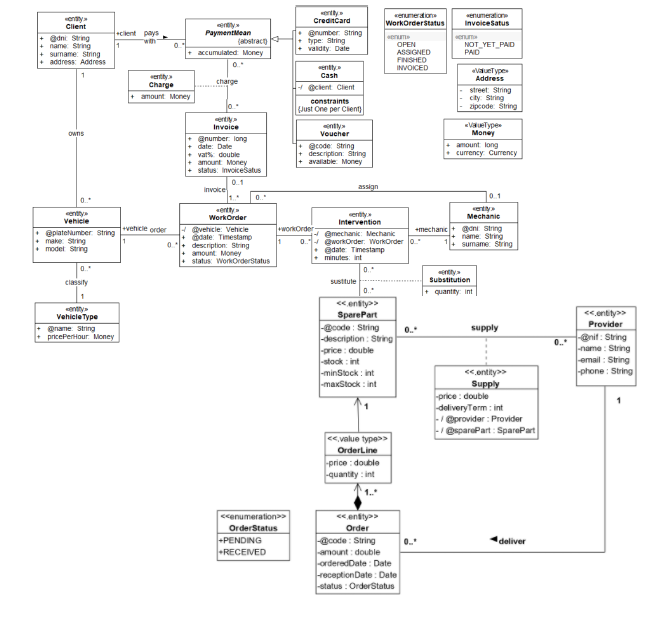 «entity.»
Client
+ @dni: String
+ name: String
+ surname: String
+ address: Address
+client
pays
with
0..*
1
«entity.»
PaymentMean
(abstract)
+ accumulated: Money
0..*
«entity.»
CreditCard
+ @number: String
+ type: String
+ validity: Date
«enumeration»
WorkOrderStatus
«enum»
OPEN
ASSIGNED
FINISHED
INVOICED
«enumeration»
InvoiceSatus
«enum»
NOT_YET_PAID
PAID
«entity.»
Charge
+ amount: Money
charge
0..*
«entity.»
Cash
-/ @client: Client
constraints
{Just One per Client}
«ValueType»
Address
- street: String
- city: String
- zipcode: String
«entity.»
Invoice
+ @number: long
+ date: Date
+ vat%: double
+ amount: Money
+ status: InvoiceSatus
«entity.»
Voucher
+ @code: String
+ description: String
+ available: Money
«ValueType»
Money
+ amount: long
+ currency: Currency
owns
0..1
Invoice
1..*
0..*
assign
0..1
0..*
«entity»
Vehicle
+ @plateNumber: String
+ make: String
+ model: String
+vehicle
order
1
0..*
«entity»
WorkOrder
-/ @vehicle: Vehicle
+ @date: Timestamp
+ description: String
+ amount: Money
+ status: WorkOrderStatus
+workOrder
1
0..*
«entity»
Intervention
-/ @mechanic: Mechanic
-/ @workOrder: WorkOrder
+ @date: Timestamp
+ minutes: int
+mechanic
0..*
1
«entity»
Mechanic
+ @dni: String
+ name: String
+ surname: String
0..*
classify
1
0..*
sustitute
0..*
«entity.»
Substitution
+ quantity: int
«entity»
VehicleType
+ @name: String
+ pricePerHour: Money
<<.entity>>
SparePart
-@code : String
-description : String
-price : double
-stock : int
-minStock : int
-maxStock : int
0..*
supply
0..*
<<.entity>>
Provider
-@nif : String
-name : String
-email : String
-phone : String
<<.entity>>
Supply
-price : double
-deliveryTerm : int
- / @provider : Provider
- / @sparePart : SparePart
1
1
<<.value type>>
OrderLine
-price : double
-quantity : int
1..*
<<enumeration>>
OrderStatus
+PENDING
+RECEIVED
<<.entity>>
Order
-@code : String
-amount : double
-orderedDate : Date
-receptionDate : Date
-status : OrderStatus
0..*
deliver